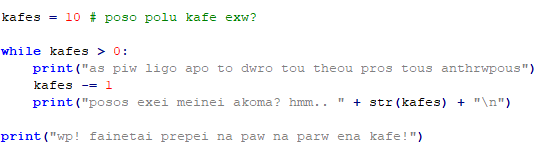 kafes = 10 # poso polu kafe exw?
while kafes > 0:
    print("as piw ligo apo to dwro tou theou pros tous anthrwpous")
    kafes -= 1
    print("posos exei meinei akoma? hmm.. " + str(kafes) + "\n")
print("wp! fainetai prepei na paw na parw ena kafe!")